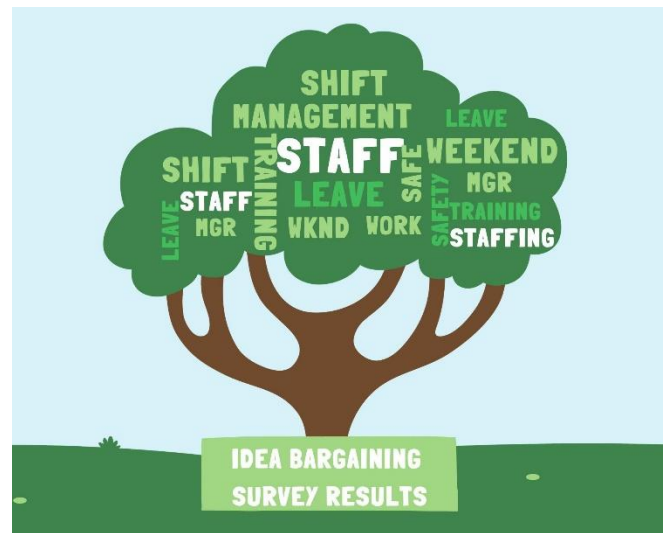 SHIFT
MANAGEMENT
LEAVE
TRAINING
STAFF
SAFE
WEEKEND
SHIFT
LEAVE
MGR
STAFF
SAFETY
TRAINING
LEAVE
MGR
WKND
WORK
STAFFING
IDEA BARGAINING
SURVEY RESULTS